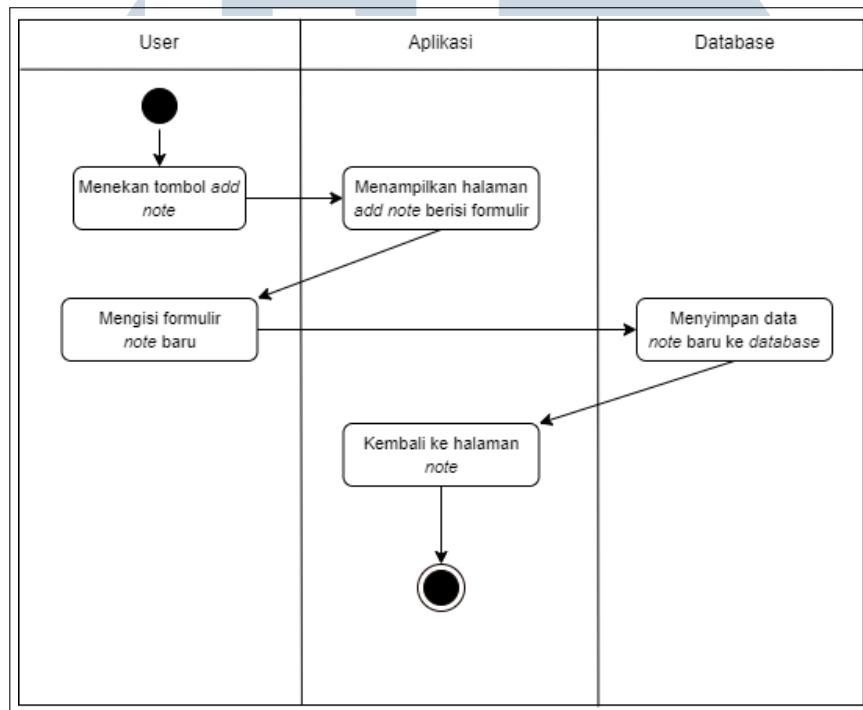 User
Aplikasi
Database
Menekan tombol add
note
Menampilkan halaman
add note berisi formulir
Mengisi formulir
note baru
Menyimpan data
note baru ke database
Kembali ke halaman
note